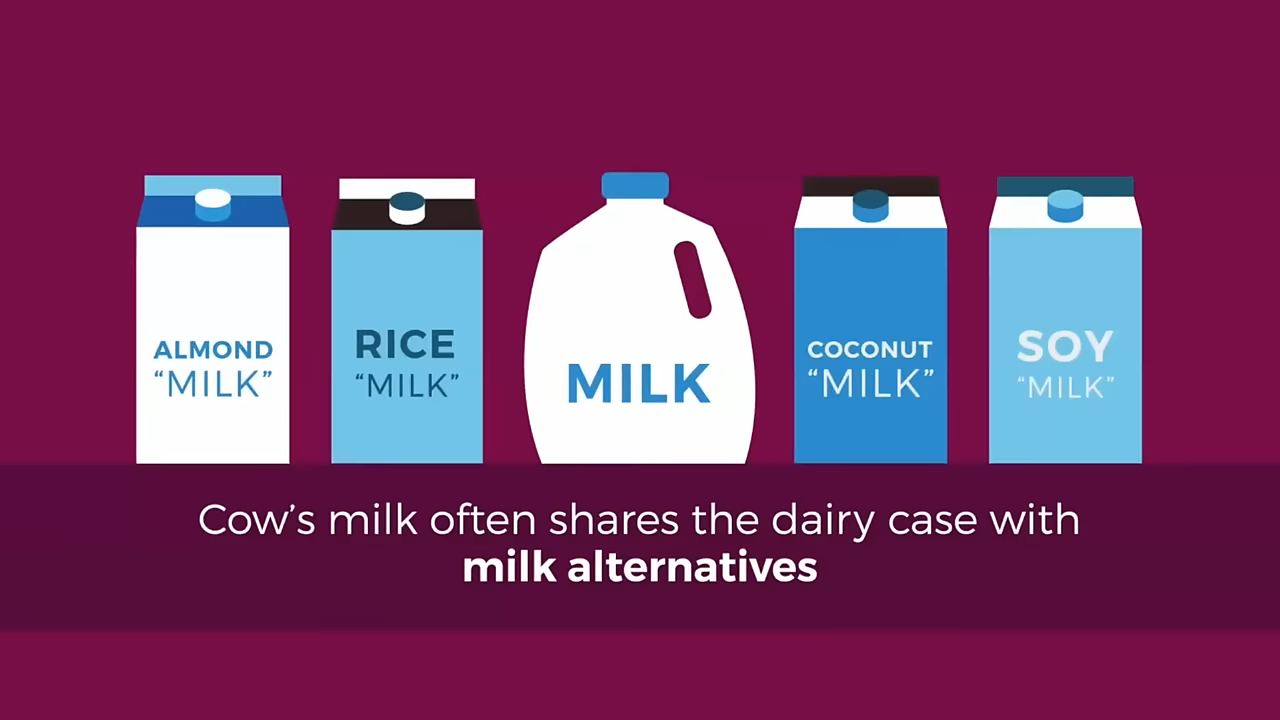 ALMOND
“MILK”
RICE
“MILK”
MILK
COCONUT
“MILK”
SOY
“MILK”
Cow’s milk often shares the dairy case with
milk alternatives